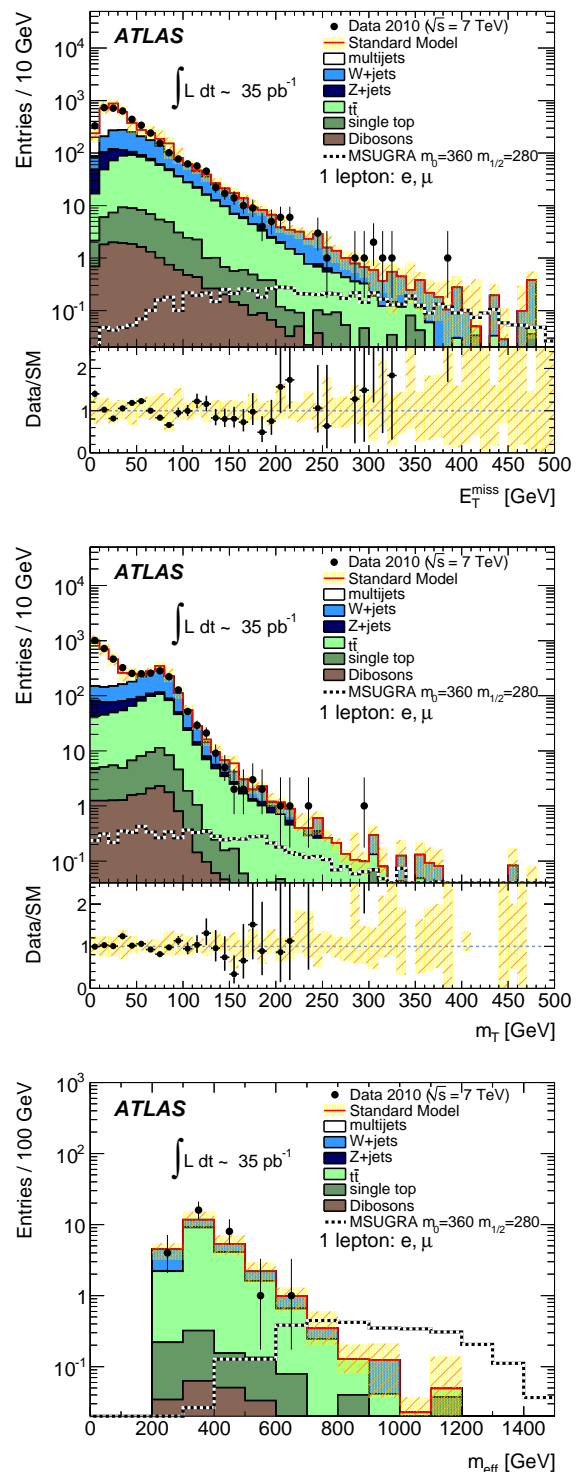 Entries / 10 GeV
10⁴
10³
10²
10
1
10⁻¹
ATLAS
∫ L dt ~ 35 pb⁻¹
Data 2010 (√s = 7 TeV)
Standard Model
multijets
W+jets
Z+jets
tt̄
single top
Dibosons
MSUGRA m₀=360 m₁/₂=280
1 lepton: e, μ
Data/SM
2
1
0
0 50 100 150 200 250 300 350 400 450 500
E_T^miss [GeV]
Entries / 10 GeV
10⁴
10³
10²
10
1
10⁻¹
ATLAS
∫ L dt ~ 35 pb⁻¹
Data 2010 (√s = 7 TeV)
Standard Model
multijets
W+jets
Z+jets
tt̄
single top
Dibosons
MSUGRA m₀=360 m₁/₂=280
1 lepton: e, μ
Data/SM
2
1
0
0 50 100 150 200 250 300 350 400 450 500
m_T [GeV]
Entries / 100 GeV
10³
10²
10
1
10⁻¹
ATLAS
∫ L dt ~ 35 pb⁻¹
Data 2010 (√s = 7 TeV)
Standard Model
multijets
W+jets
Z+jets
tt̄
single top
Dibosons
MSUGRA m₀=360 m₁/₂=280
1 lepton: e, μ
0 200 400 600 800 1000 1200 1400
m_eff [GeV]